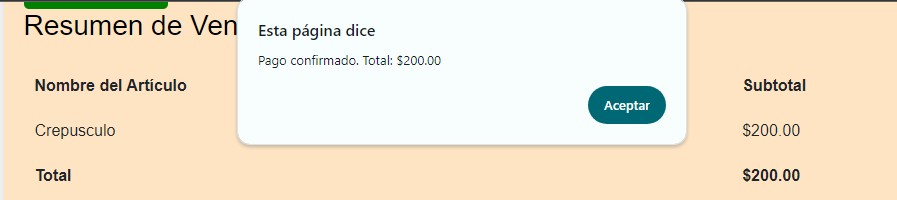 Resumen de Ven
Esta página dice
Pago confirmado. Total: $200.00
Aceptar
Nombre del Artículo Subtotal
Crepusculo $200.00
Total $200.00